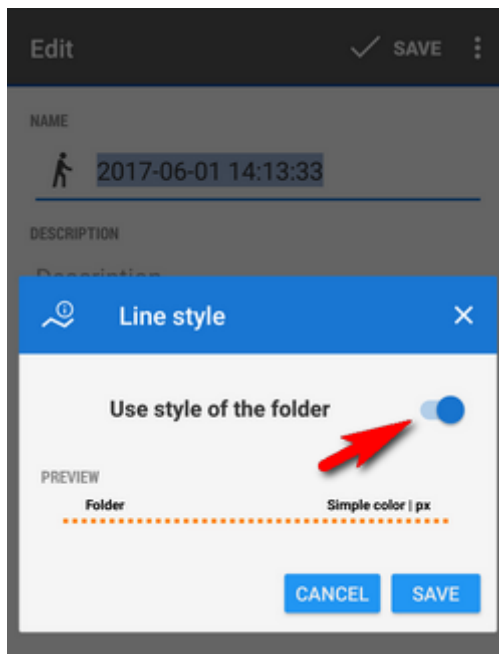 Edit SAVE
NAME
2017-06-01 14:13:33
DESCRIPTION
Description
Line style
Use style of the folder
PREVIEW
Folder Simple color | px
CANCEL SAVE